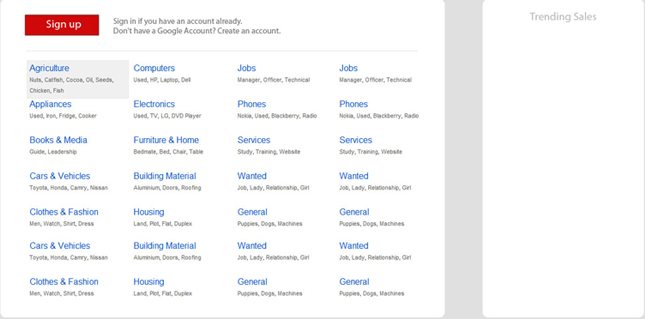 Sign up
Sign in if you have an account already.
Don't have a Google Account? Create an account.
Trending Sales
Agriculture
Nuts, Catfish, Cocoa, Oil, Seeds,
Chicken, Fish
Computers
Used, HP, Laptop, Dell
Jobs
Manager, Officer, Technical
Jobs
Manager, Officer, Technical
Appliances
Used, Iron, Fridge, Cooker
Electronics
Used, TV, LG, DVD Player
Phones
Nokia, Used, Blackberry, Radio
Phones
Nokia, Used, Blackberry, Radio
Books & Media
Guide, Leadership
Furniture & Home
Bedmate, Bed, Chair, Table
Services
Study, Training, Website
Services
Study, Training, Website
Cars & Vehicles
Toyota, Honda, Camry, Nissan
Building Material
Aluminium, Doors, Roofing
Wanted
Job, Lady, Relationship, Girl
Wanted
Job, Lady, Relationship, Girl
Clothes & Fashion
Men, Watch, Shirt, Dress
Housing
Land, Plot, Flat, Duplex
General
Puppies, Dogs, Machines
General
Puppies, Dogs, Machines
Cars & Vehicles
Toyota, Honda, Camry, Nissan
Building Material
Aluminium, Doors, Roofing
Wanted
Job, Lady, Relationship, Girl
Wanted
Job, Lady, Relationship, Girl
Clothes & Fashion
Men, Watch, Shirt, Dress
Housing
Land, Plot, Flat, Duplex
General
Puppies, Dogs, Machines
General
Puppies, Dogs, Machines